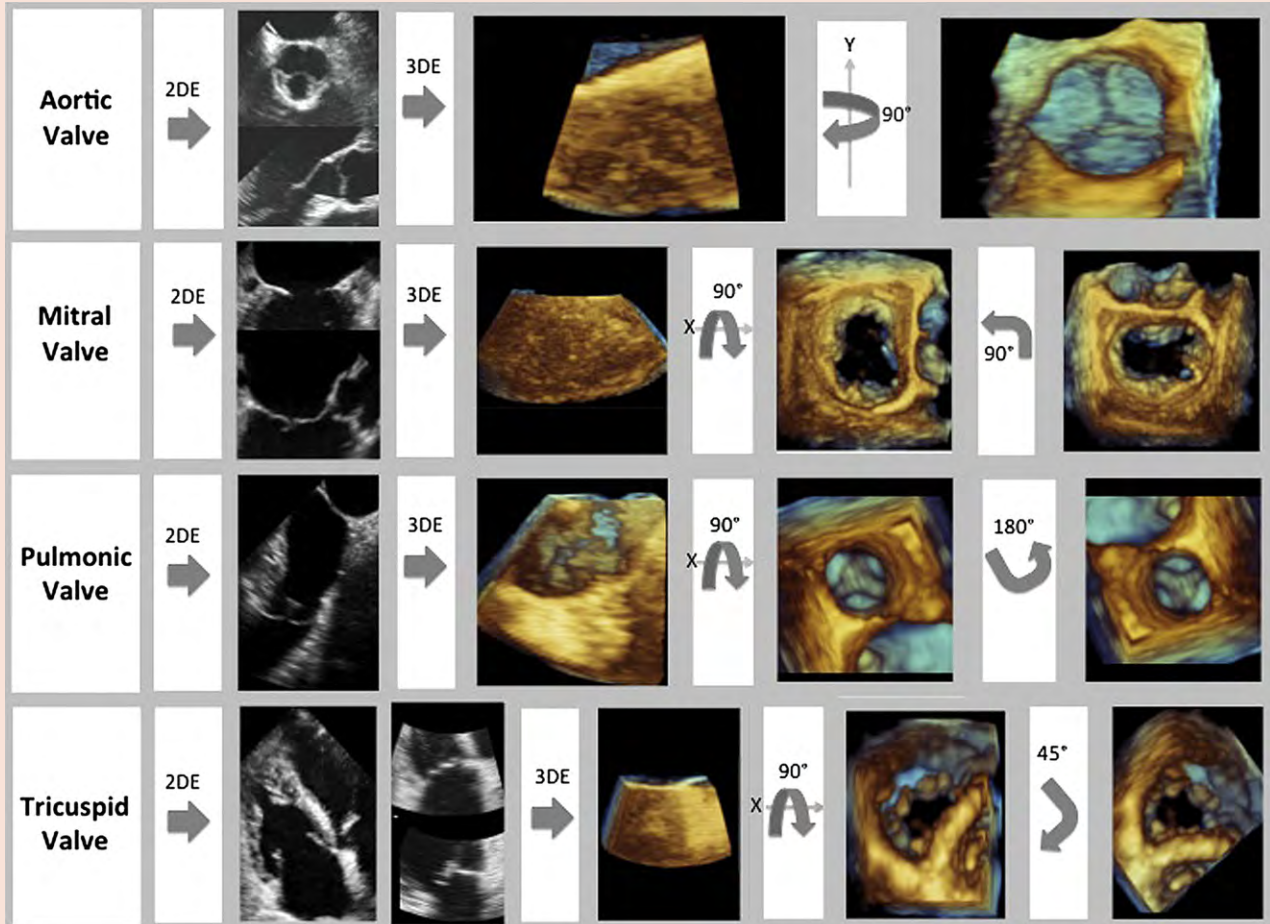 Aortic
Valve
2DE
3DE
Y
90°
Mitral
Valve
2DE
3DE
90°
X
90°
Pulmonic
Valve
2DE
3DE
90°
X
180°
Tricuspid
Valve
2DE
3DE
90°
X
45°